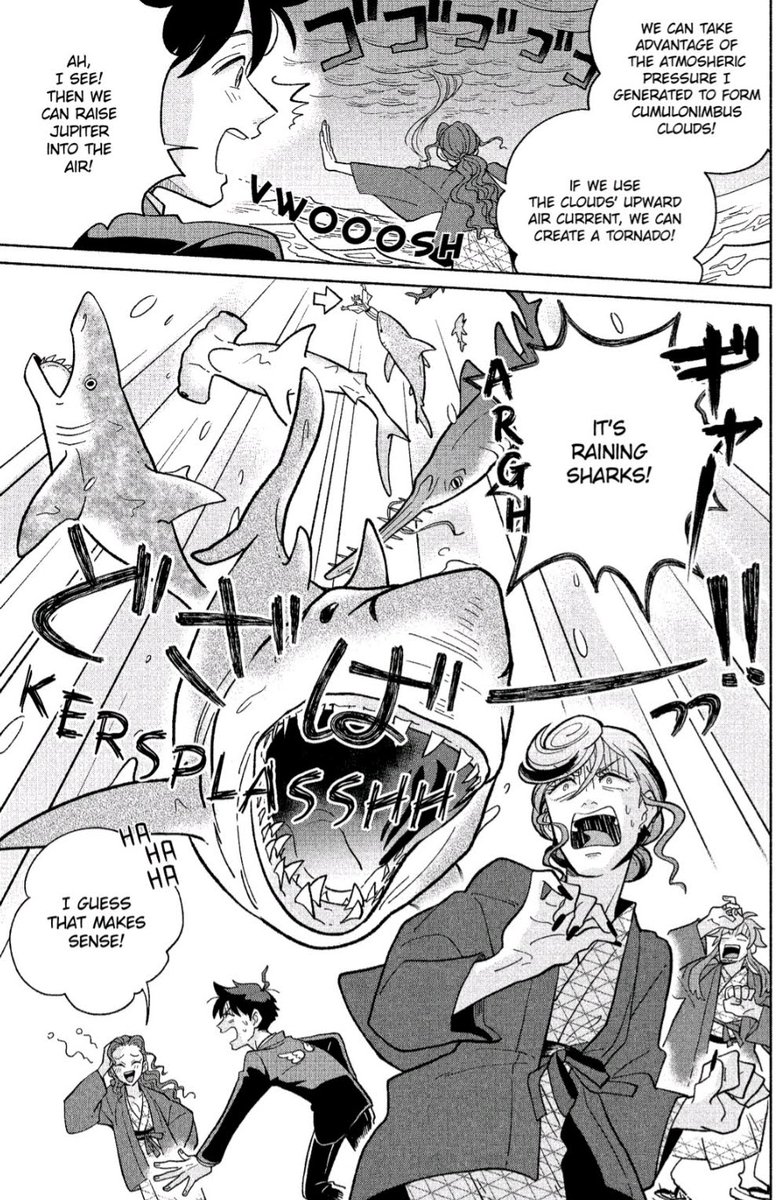 WE CAN TAKE
ADVANTAGE OF
THE ATMOSHERIC
PRESSURE I
GENERATED TO FORM
CUMULONIMBUS
CLOUDS!
IF WE USE
THE CLOUDS' UPWARD
AIR CURRENT, WE CAN
CREATE A TORNADO!
ゴゴゴゴゴ
VWOOOSH
AH,
I SEE!
THEN WE
CAN RAISE
JUPITER
INTO THE
AIR!
ギャ
IT'S
RAINING
SHARKS!
ARGH
どざばーっ!!
KERSPLASSHH
HA
HA
HA
I GUESS
THAT MAKES
SENSE!